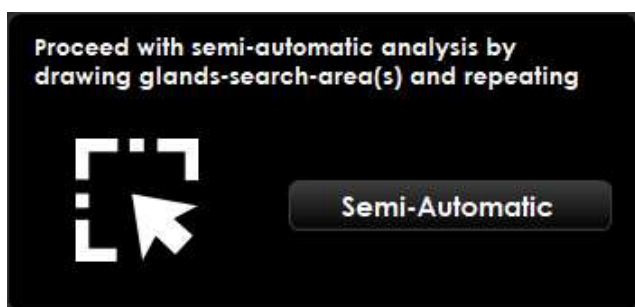 Proceed with semi-automatic analysis by
drawing glands-search-area(s) and repeating
Semi-Automatic